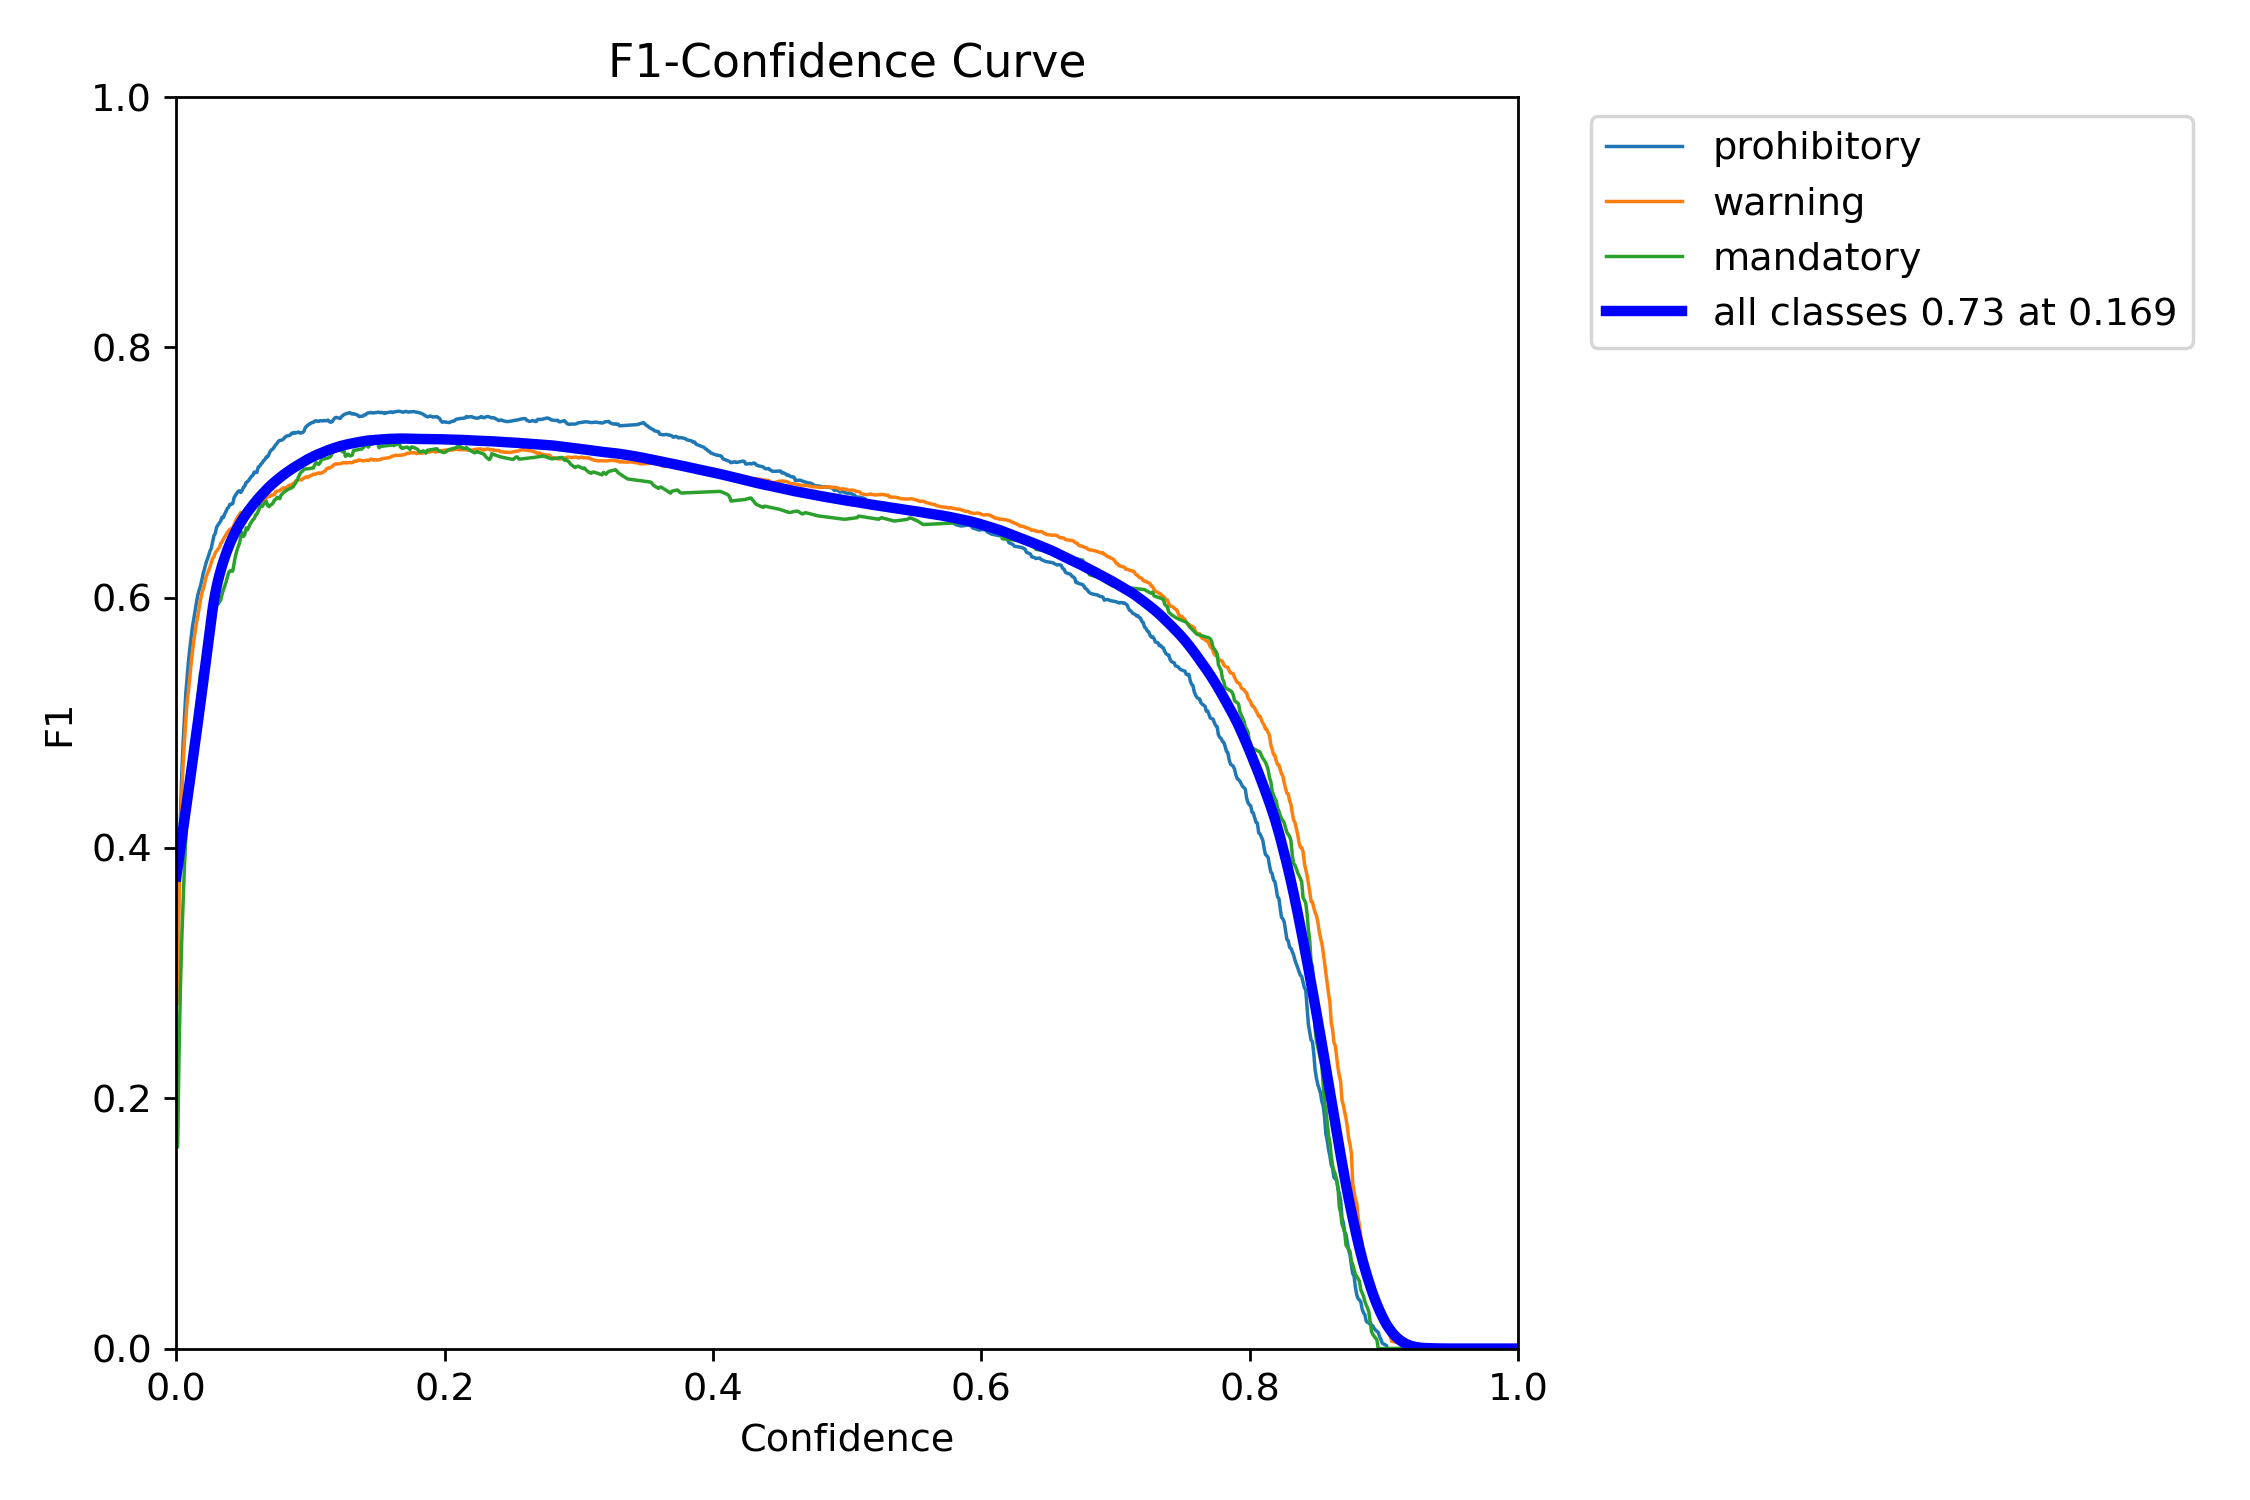 F1-Confidence Curve
1.0
0.8
0.6
0.4
0.2
0.0
F1
0.0 0.2 0.4 0.6 0.8 1.0
Confidence
prohibitory
warning
mandatory
all classes 0.73 at 0.169